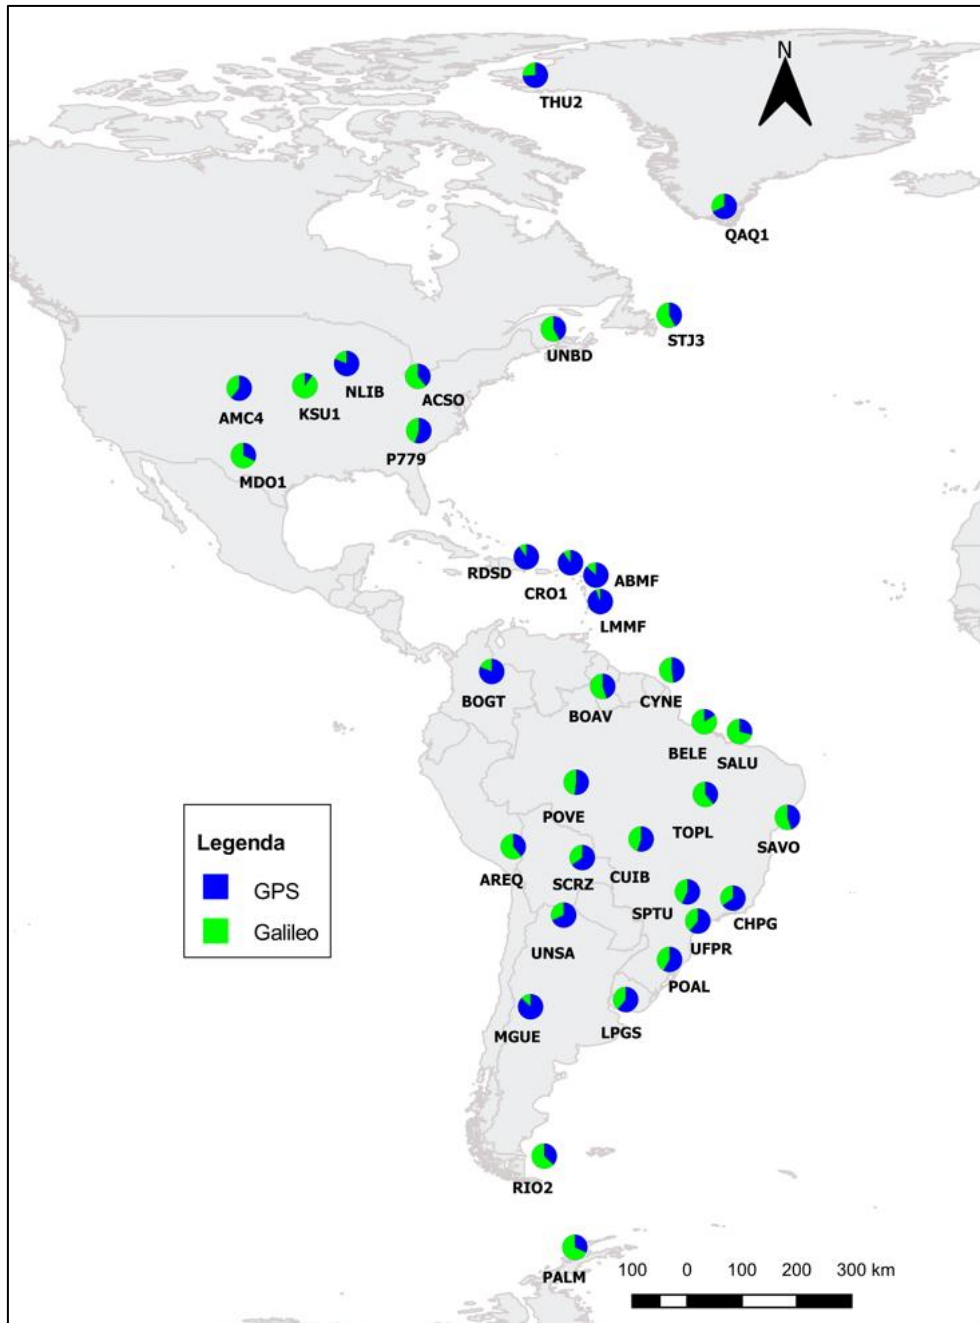 N
THU2
QAQ1
STJ3
UNBD
NLIB
ACSO
KSU1
AMC4
P779
MDO1
RDSD
ABMF
CRO1
LMMF
BOGT
CYNE
BOAV
BELE
SALU
POVE
TOPL
SAVO
CUIB
AREQ
SCRZ
SPTU
CHPG
UFPR
UNSA
POAL
LPGS
MGUE
RIO2
PALM
Legenda
GPS
Galileo
100 0 100 200 300 km